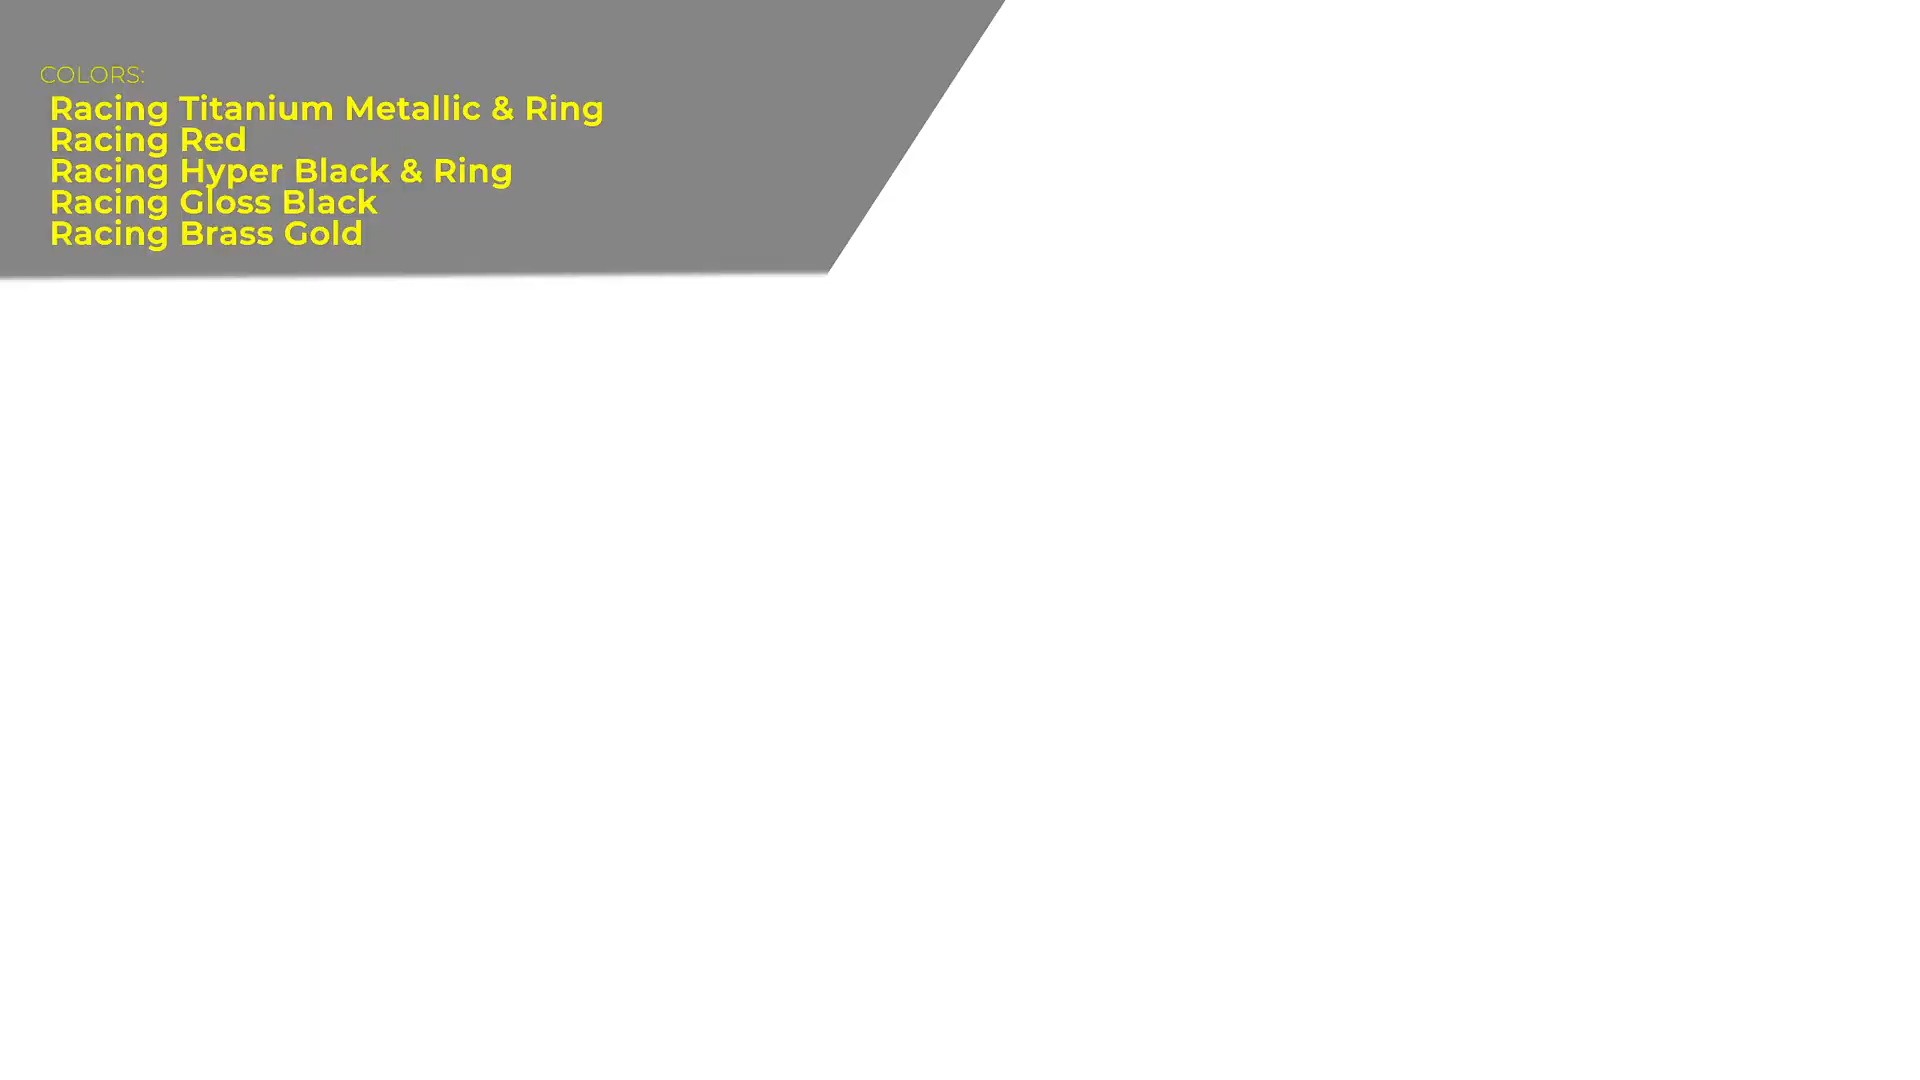 COLORS:
Racing Titanium Metallic & Ring
Racing Red
Racing Hyper Black & Ring
Racing Gloss Black
Racing Brass Gold